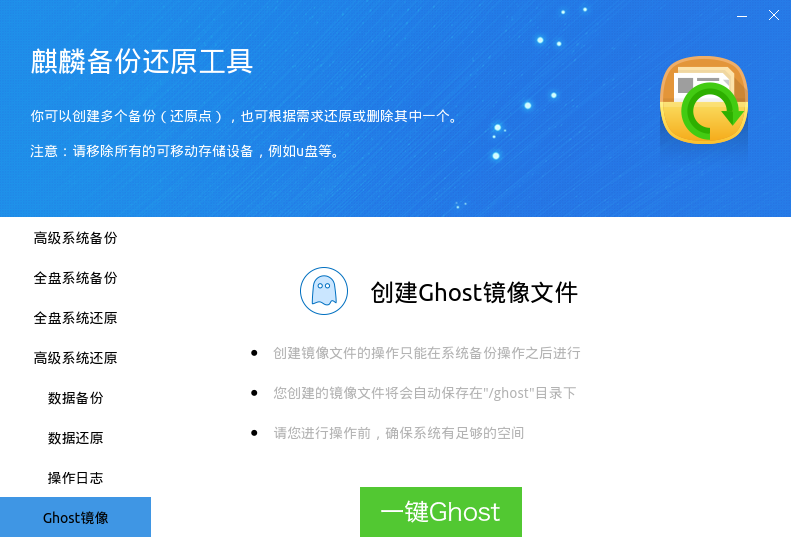 麒麟备份还原工具
你可以创建多个备份（还原点），也可根据需求还原或删除其中一个。
注意：请移除所有的可移动存储设备，例如u盘等。
高级系统备份
全盘系统备份
全盘系统还原
高级系统还原
数据备份
数据还原
操作日志
Ghost镜像
创建Ghost镜像文件
创建镜像文件的操作只能在系统备份操作之后进行
您创建的镜像文件将会自动保存在"/ghost"目录下
请您进行操作前，确保系统有足够的空间
一键Ghost